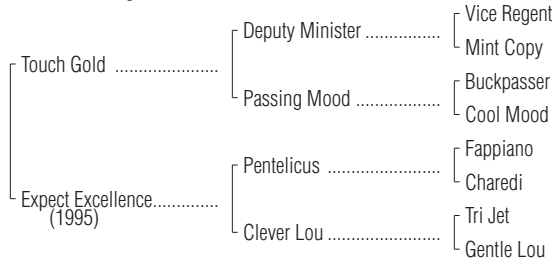 Vice Regent
Deputy Minister ................
Mint Copy
Touch Gold ......................
Buckpasser
Passing Mood .................
Cool Mood
Fappiano
Pentelicus ......................
Charedi
Expect Excellence..............
(1995)
Tri Jet
Clever Lou ......................
Gentle Lou